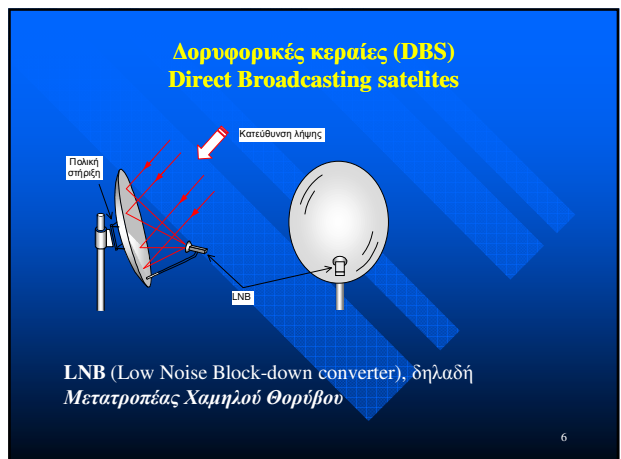 Δορυφορικές κεραίες (DBS)
Direct Broadcasting satelites
Κατεύθυνση λήψης
Πολική
στήριξη
LNB
LNB (Low Noise Block-down converter), δηλαδή
Μετατροπέας Χαμηλού Θορύβου
6